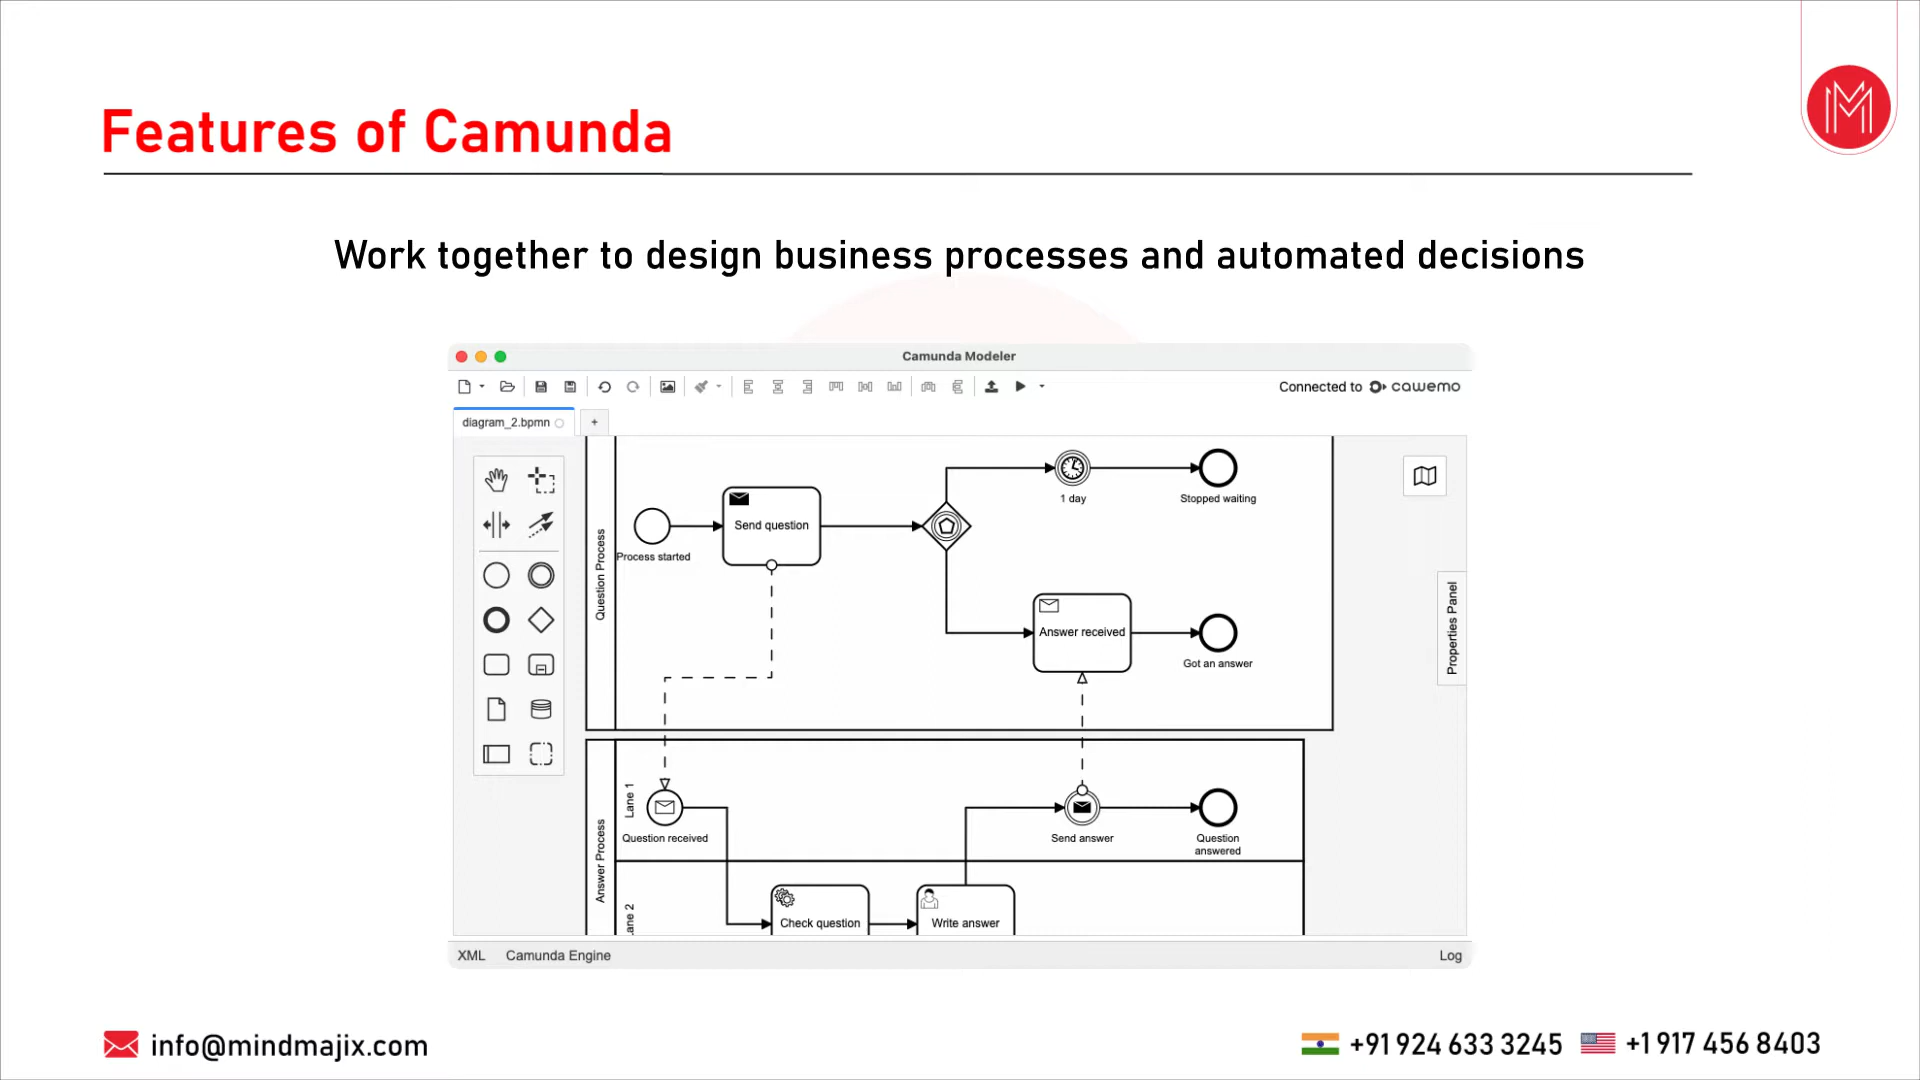 Features of Camunda
Work together to design business processes and automated decisions
Camunda Modeler
Connected to cawemo
diagram_2.bpmn
+
1 day
Stopped waiting
Send question
Process started
Question Process
Answer received
Got an answer
Properties Panel
Lane 1
Question received
Send answer
Question
answered
Answer Process
Check question
Write answer
XML Camunda Engine
Log
info@mindmajix.com
+91 924 633 3245
+1 917 456 8403